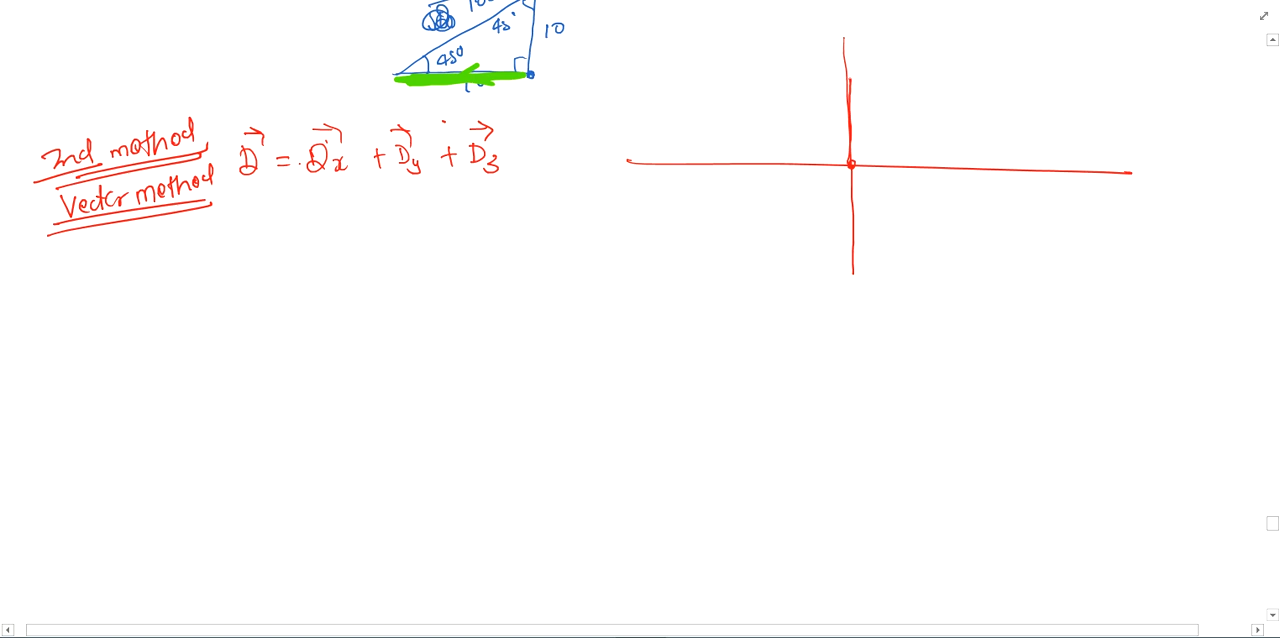 45°
10
45°
2nd method
Vector method
D⃗ = D⃗x + D⃗y + D⃗z